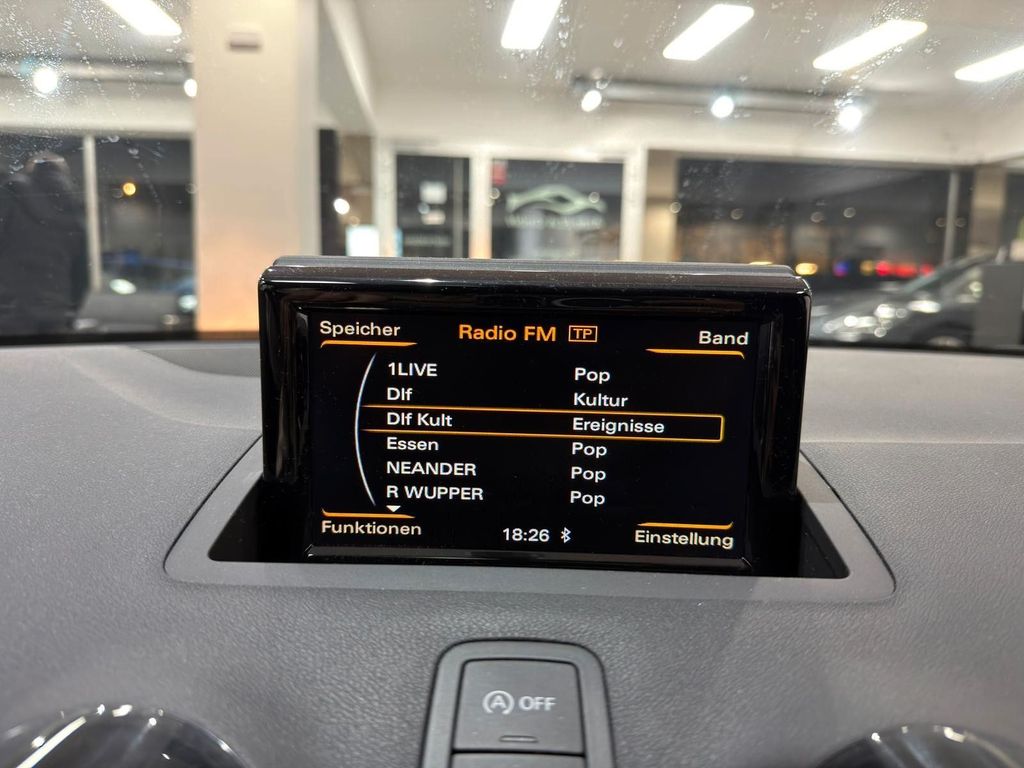 Speicher Radio FM TP Band
1LIVE Pop
Dlf Kultur
Dlf Kult Ereignisse
Essen Pop
NEANDER Pop
R WUPPER Pop
Funktionen 18:26 Einstellung
A OFF